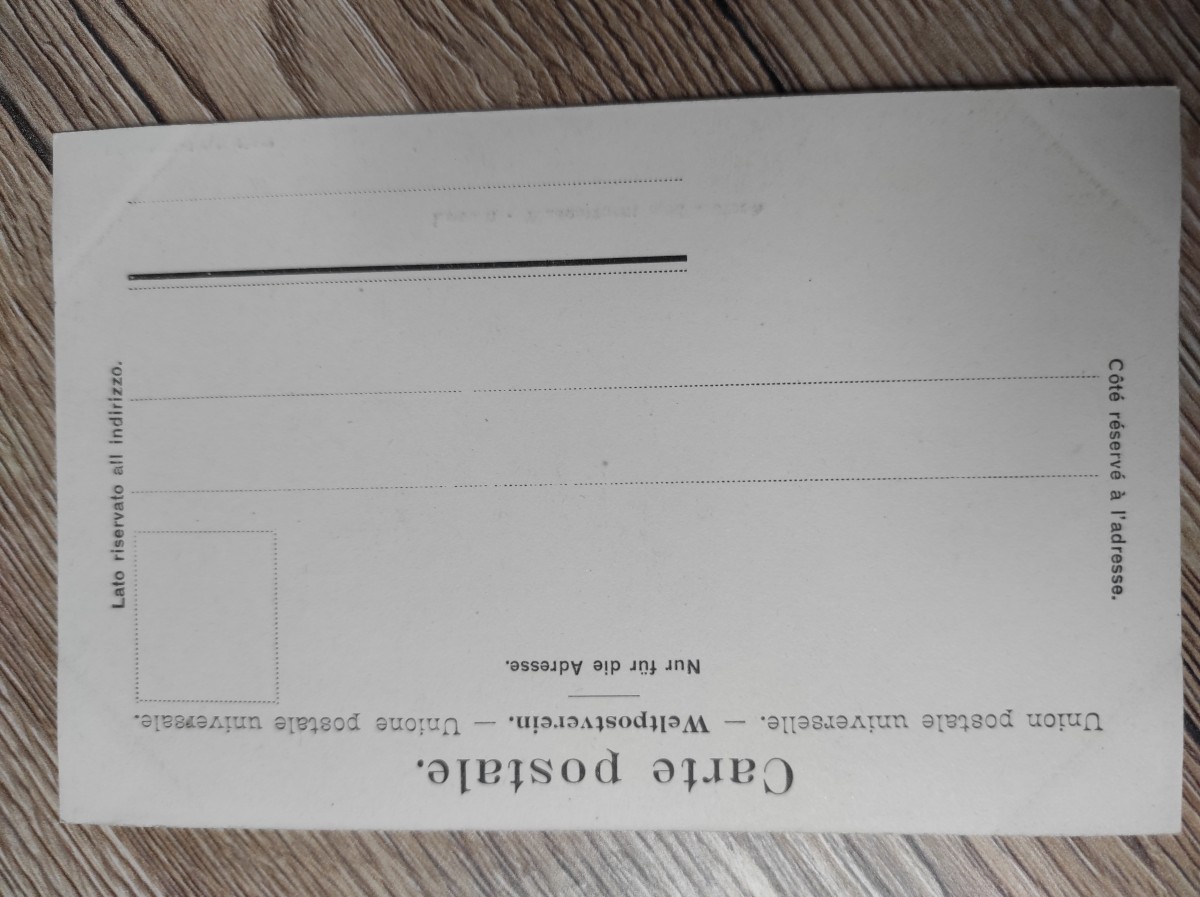 Carte postale.
Union postale universelle. — Weltpostverein. — Unione postale universale.
Nur für die Adresse.
Côté réservé à l'adresse.
Lato riservato all indirizzo.